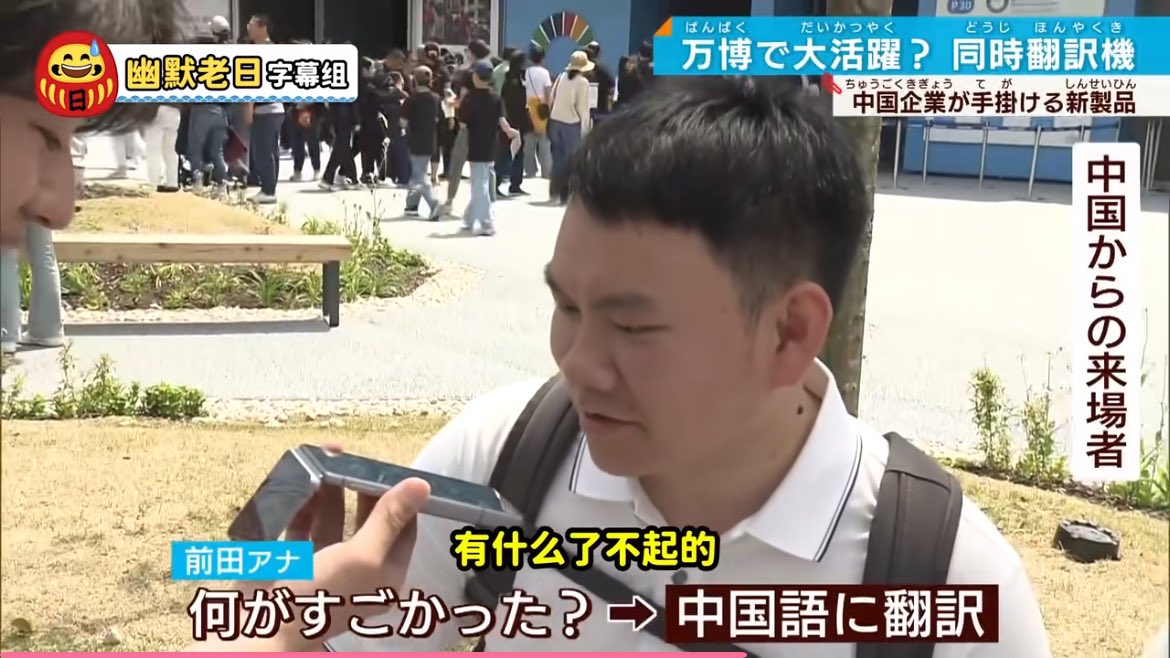 幽默老日字幕组
日
P30
ばんぱく だいかつやく どうじ ほんやくき
万博で大活躍? 同時翻訳機
ちゅうごくきぎょう てが しんせいひん
中国企業が手掛ける新製品
中国からの来場者
有什么了不起的
前田アナ
何がすごかった?➡中国語に翻訳